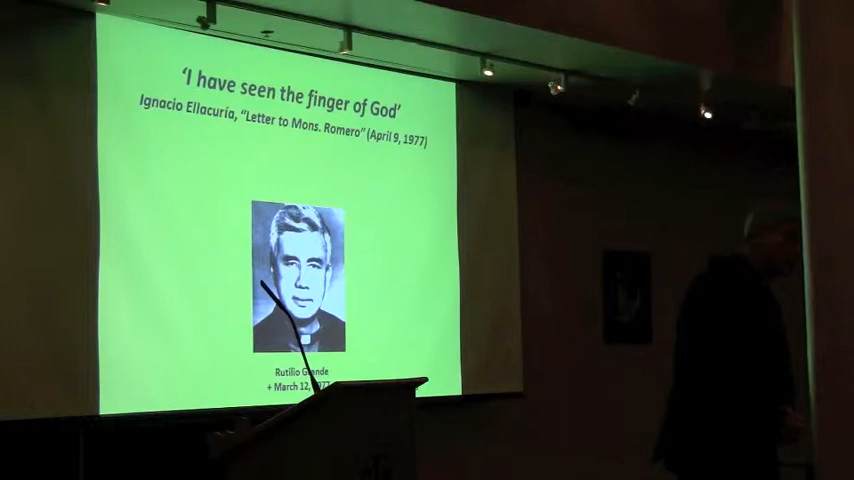 ‘I have seen the finger of God’
Ignacio Ellacuría, “Letter to Mons. Romero” (April 9, 1977)
Rutilio
+ March 12,